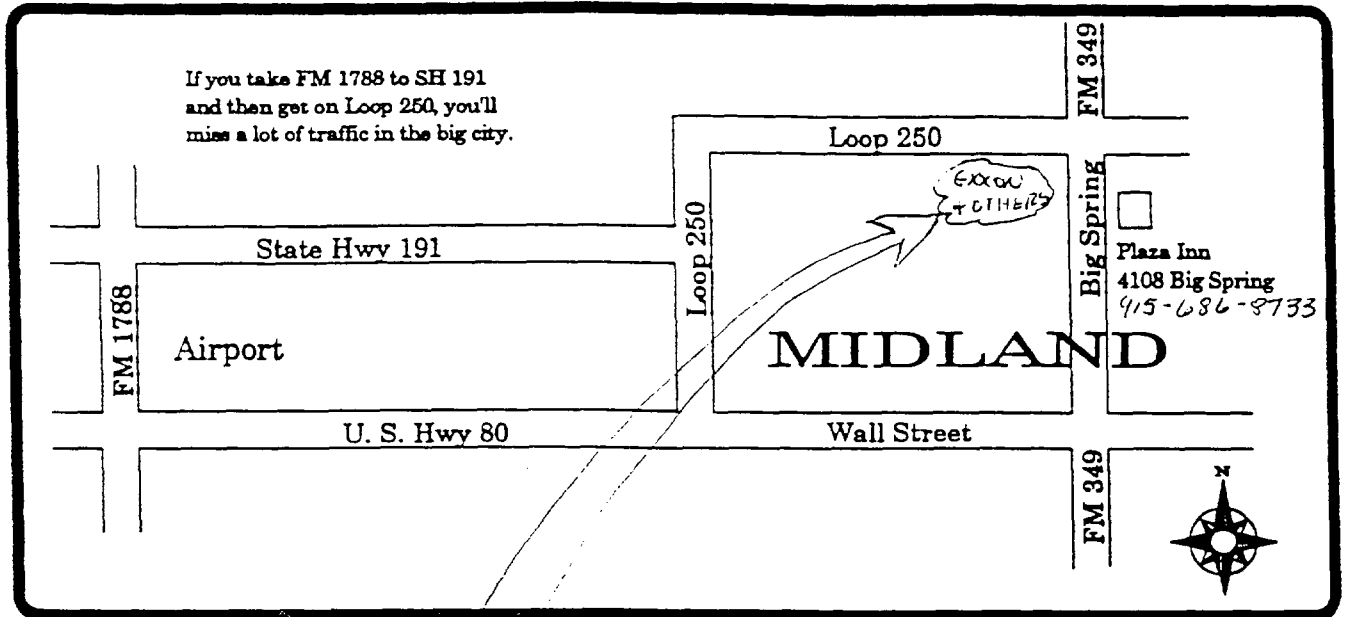 If you take FM 1788 to SH 191
and then get on Loop 250, you'll
miss a lot of traffic in the big city.
FM 349
Loop 250
EXXON
+ OTHERS
Big Spring
State Hwy 191
Loop 250
Plaza Inn
4108 Big Spring
915-686-8733
FM 1788
Airport
MIDLAND
U. S. Hwy 80
Wall Street
FM 349
N